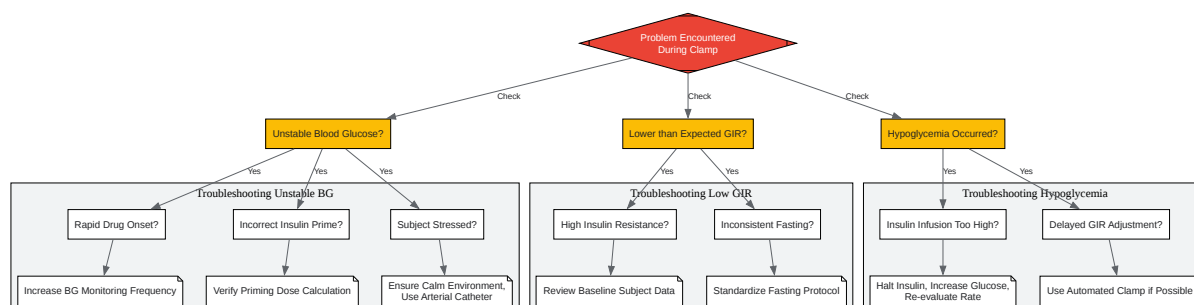 Problem Encountered
During Clamp
Check
Check
Check
Unstable Blood Glucose?
Lower than Expected GIR?
Hypoglycemia Occurred?
Yes
Yes
Yes
Yes
Yes
Yes
Yes
Troubleshooting Unstable BG
Troubleshooting Low GIR
Troubleshooting Hypoglycemia
Rapid Drug Onset?
Incorrect Insulin Prime?
Subject Stressed?
High Insulin Resistance?
Inconsistent Fasting?
Insulin Infusion Too High?
Delayed GIR Adjustment?
Increase BG Monitoring Frequency
Verify Priming Dose Calculation
Ensure Calm Environment,
Use Arterial Catheter
Review Baseline Subject Data
Standardize Fasting Protocol
Halt Insulin, Increase Glucose,
Re-evaluate Rate
Use Automated Clamp if Possible